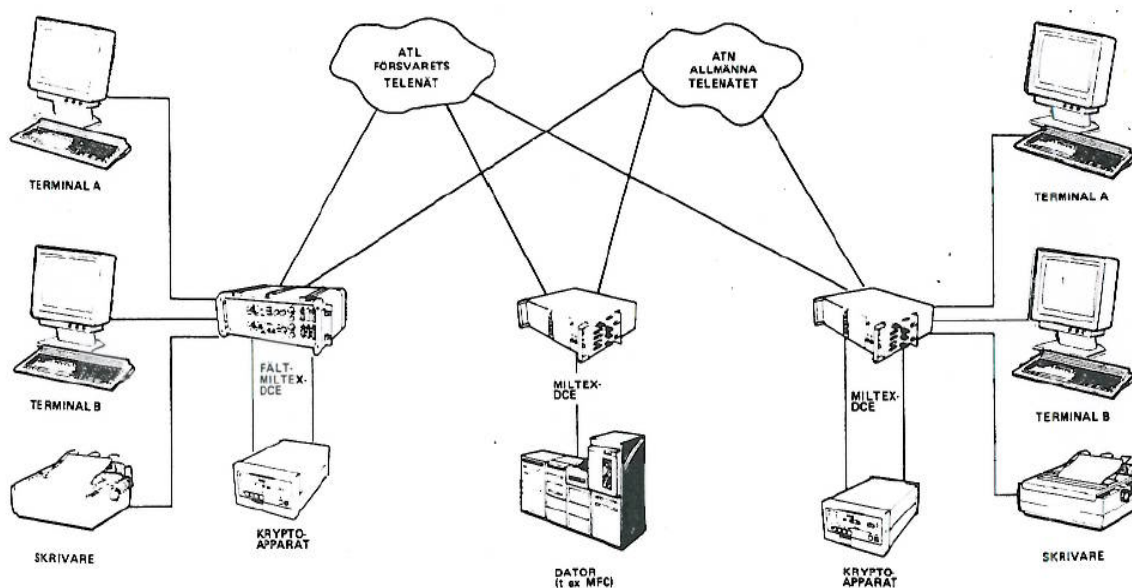 ATL
FÖRSVARETS
TELENÄT
ATN
ALLMÄNNA
TELENÄTET
TERMINAL A
TERMINAL A
TERMINAL B
FÄLT-
MILTEX-
DCE
MILTEX-
DCE
MILTEX-
DCE
TERMINAL B
SKRIVARE
KRYPTO-
APPARAT
DATOR
(t ex MFC)
KRYPTO-
APPARAT
SKRIVARE